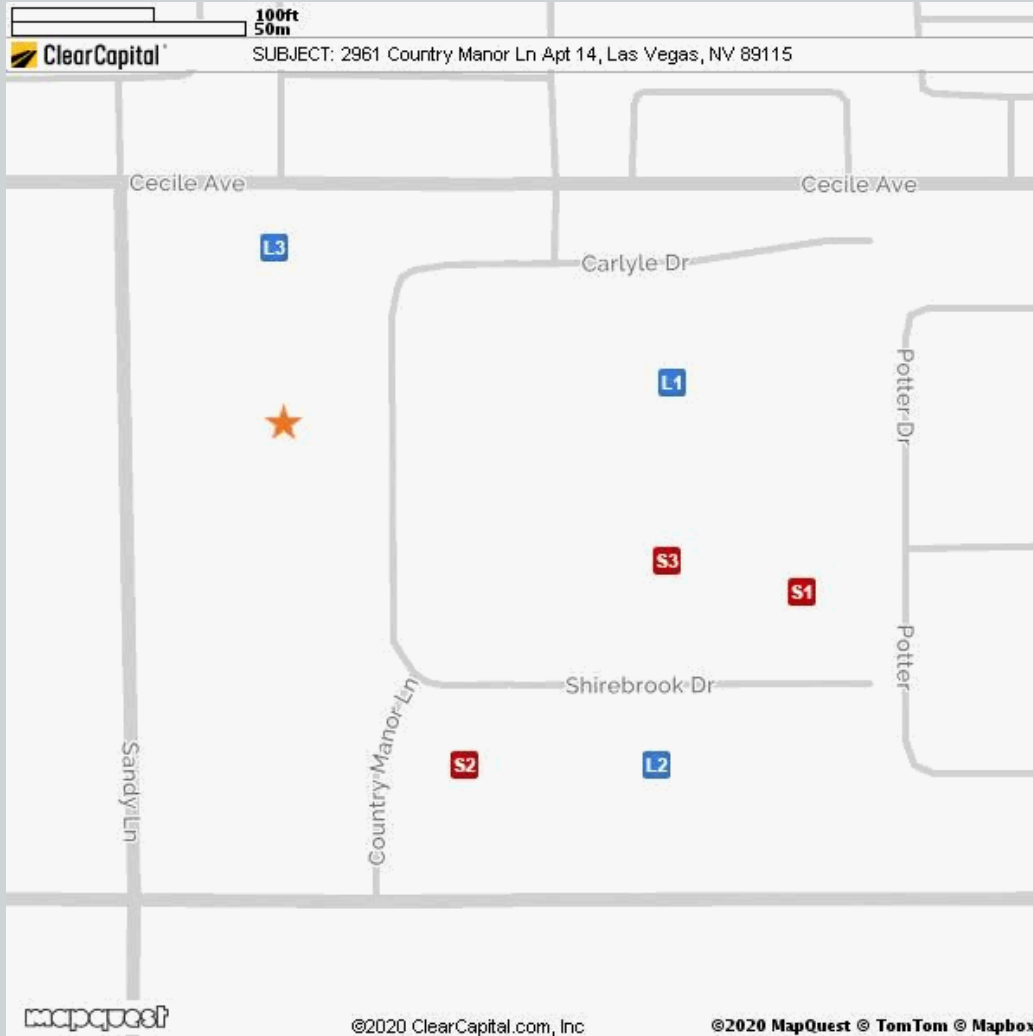 100ft
50m
ClearCapital
SUBJECT: 2961 Country Manor Ln Apt 14, Las Vegas, NV 89115
Cecile Ave
Cecile Ave
L3
Carlyle Dr
L1
Potter Dr
S3
S1
Potter
Shirebrook Dr
Country Manor Ln
Sandy Ln
S2
L2
mapquest
©2020 ClearCapital.com, Inc
©2020 MapQuest © TomTom © Mapbox